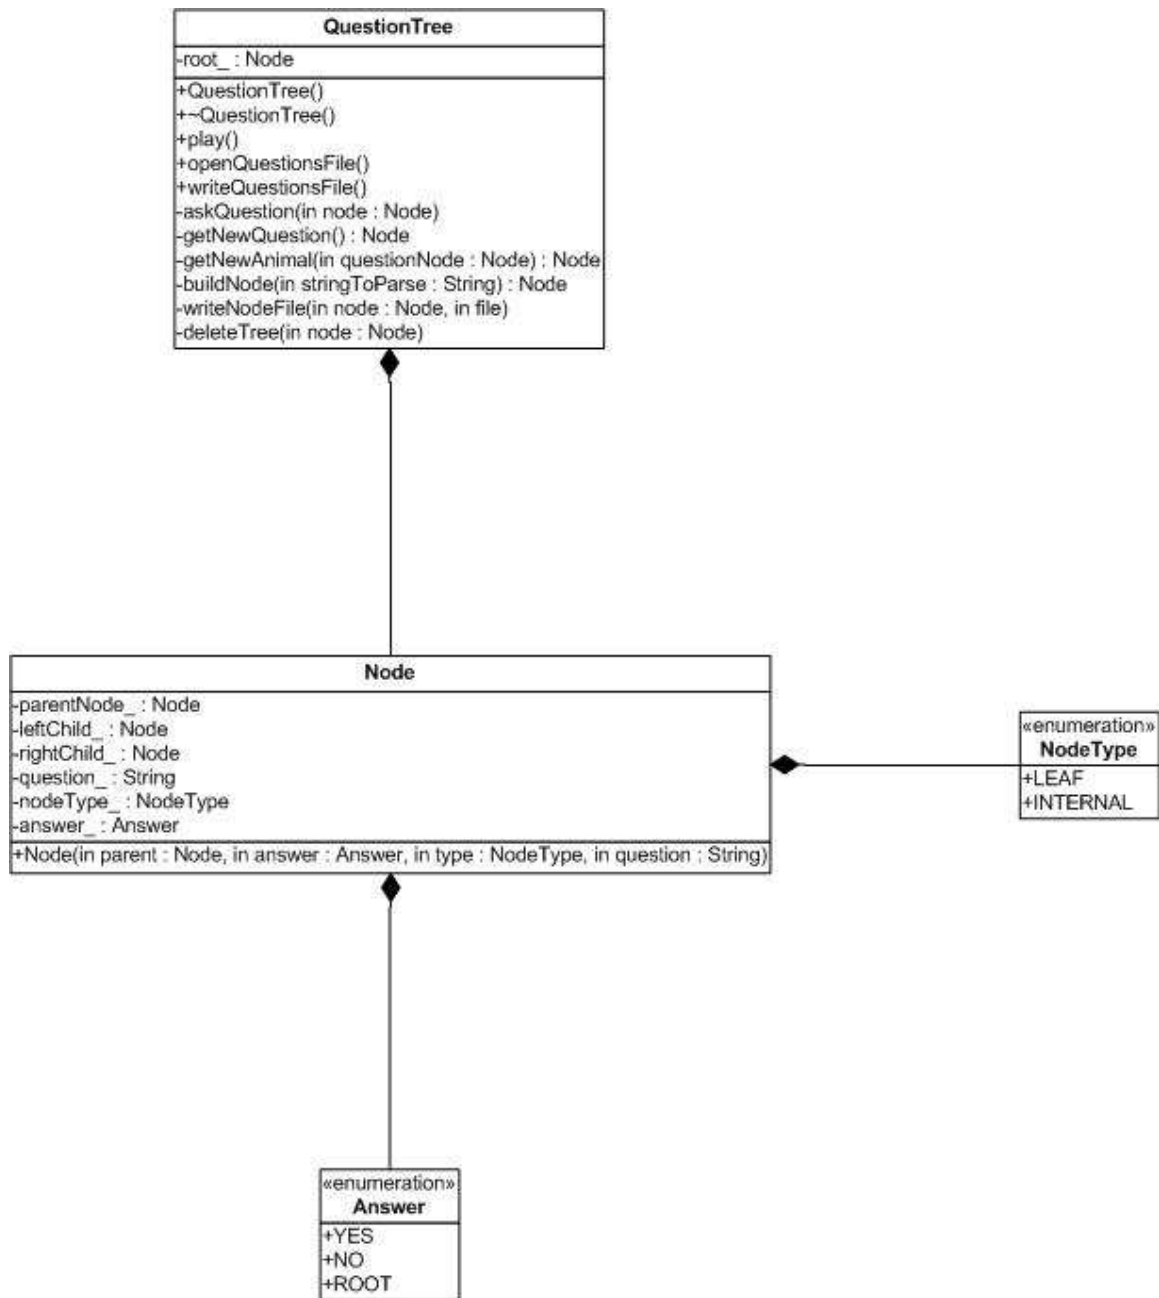 QuestionTree
-root_ : Node
+QuestionTree()
+~QuestionTree()
+play()
+openQuestionsFile()
+writeQuestionsFile()
-askQuestion(in node : Node)
-getNewQuestion() : Node
-getNewAnimal(in questionNode : Node) : Node
-buildNode(in stringToParse : String) : Node
-writeNodeFile(in node : Node, in file)
-deleteTree(in node : Node)
Node
-parentNode_ : Node
-leftChild_ : Node
-rightChild_ : Node
-question_ : String
-nodeType_ : NodeType
-answer_ : Answer
+Node(in parent : Node, in answer : Answer, in type : NodeType, in question : String)
«enumeration»
NodeType
+LEAF
+INTERNAL
«enumeration»
Answer
+YES
+NO
+ROOT